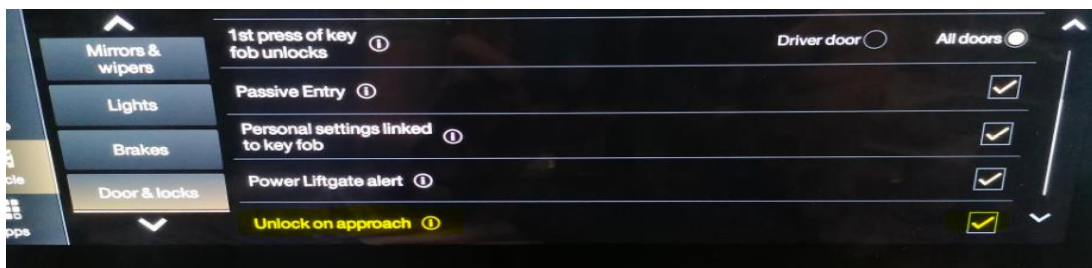 Mirrors &
wipers
Lights
Brakes
Door & locks
1st press of key
fob unlocks
Driver door
All doors
Passive Entry
Personal settings linked
to key fob
Power Liftgate alert
Unlock on approach